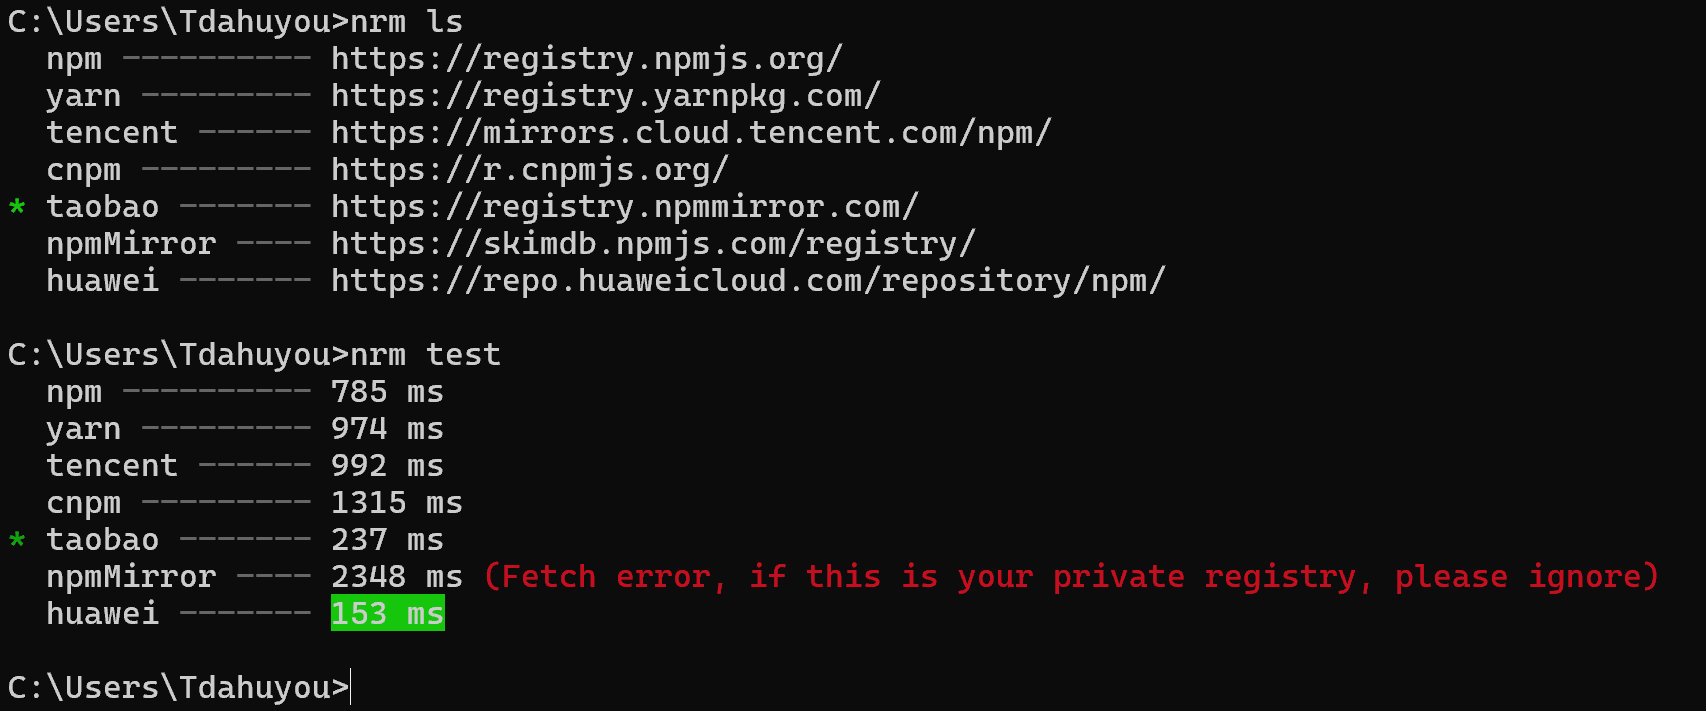 C:\Users\Tdahuyou>nrm ls
  npm ---------- https://registry.npmjs.org/
  yarn --------- https://registry.yarnpkg.com/
  tencent ------ https://mirrors.cloud.tencent.com/npm/
  cnpm --------- https://r.cnpmjs.org/
* taobao ------- https://registry.npmmirror.com/
  npmMirror ---- https://skimdb.npmjs.com/registry/
  huawei ------- https://repo.huaweicloud.com/repository/npm/
C:\Users\Tdahuyou>nrm test
  npm ---------- 785 ms
  yarn --------- 974 ms
  tencent ------ 992 ms
  cnpm --------- 1315 ms
* taobao ------- 237 ms
  npmMirror ---- 2348 ms (Fetch error, if this is your private registry, please ignore)
  huawei ------- 153 ms
C:\Users\Tdahuyou>